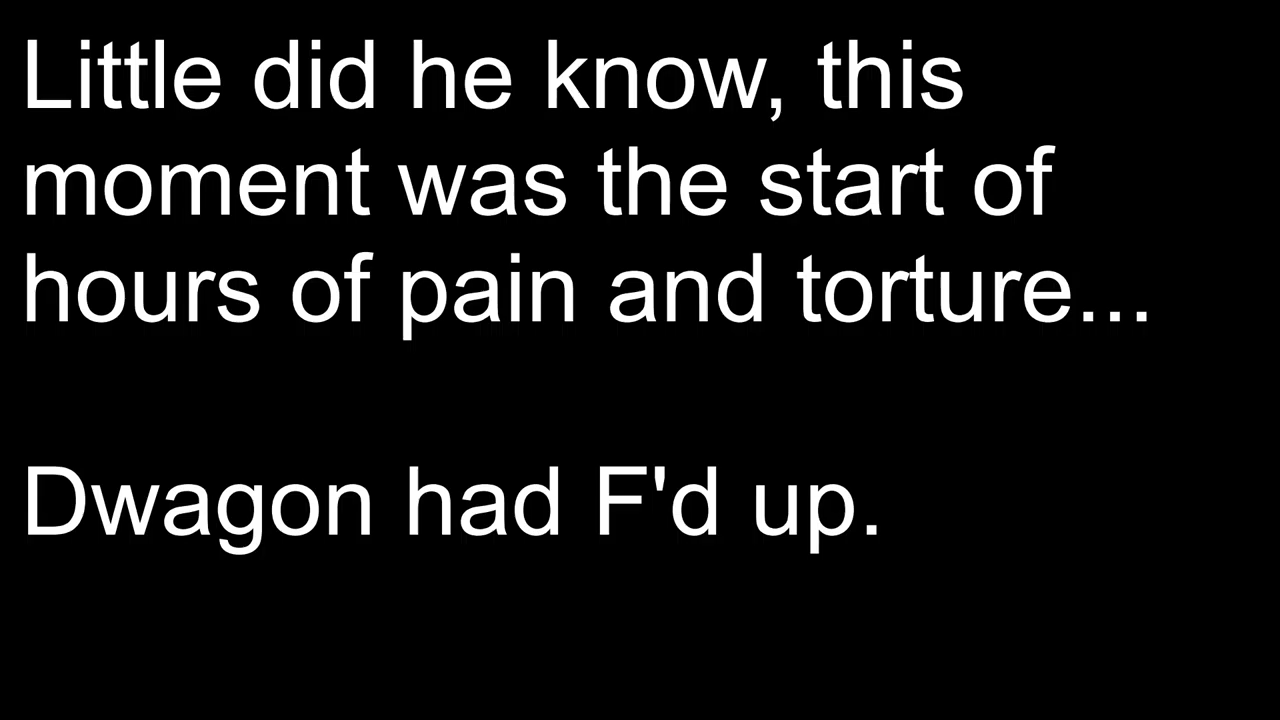 Little did he know, this
moment was the start of
hours of pain and torture...
Dwagon had F'd up.